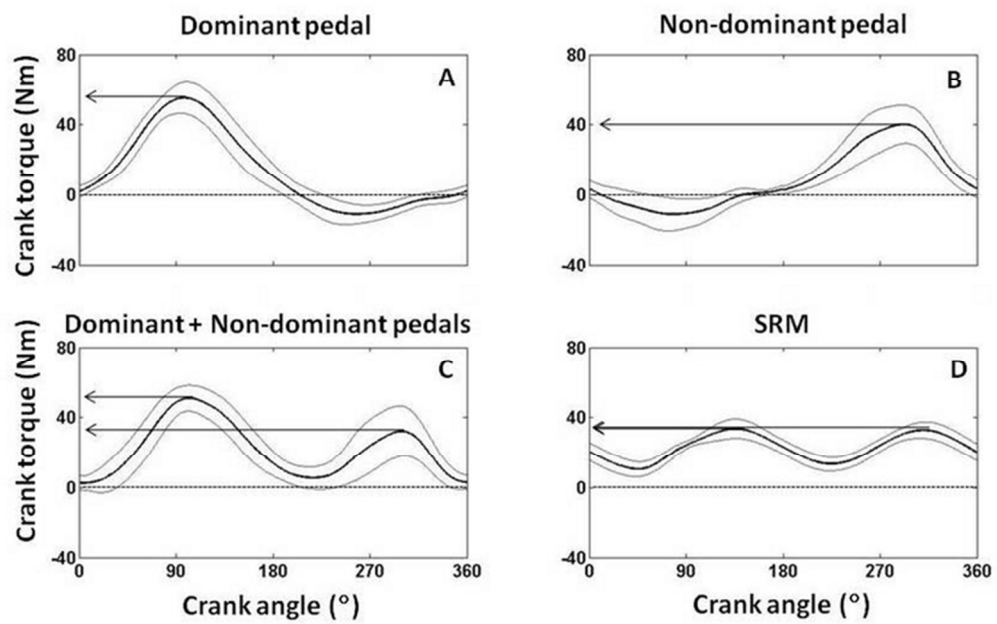 Dominant pedal
Non-dominant pedal
Crank torque (Nm)
80
40
0
-40
A
80
40
0
-40
B
Dominant + Non-dominant pedals
SRM
Crank torque (Nm)
80
40
0
-40
C
80
40
0
-40
D
0 90 180 270 360
0 90 180 270 360
Crank angle (°)
Crank angle (°)